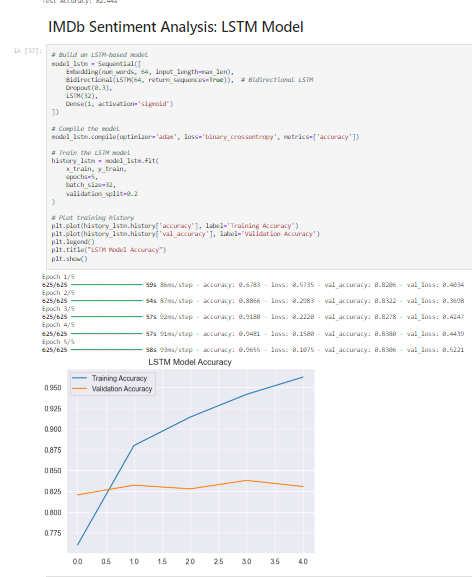 Test Accuracy: 82.44%
IMDb Sentiment Analysis: LSTM Model
In [37]:
# Build an LSTM-based model
model_lstm = Sequential([
Embedding(num_words, 64, input_length=max_len),
Bidirectional(LSTM(64, return_sequences=True)), # Bidirectional LSTM
Dropout(0.3),
LSTM(32),
Dense(1, activation='sigmoid')
])
# Compile the model
model_lstm.compile(optimizer='adam', loss='binary_crossentropy', metrics=['accuracy'])
# Train the LSTM model
history_lstm = model_lstm.fit(
x_train, y_train,
epochs=5,
batch_size=32,
validation_split=0.2
)
# Plot training history
plt.plot(history_lstm.history['accuracy'], label='Training Accuracy')
plt.plot(history_lstm.history['val_accuracy'], label='Validation Accuracy')
plt.legend()
plt.title("LSTM Model Accuracy")
plt.show()
Epoch 1/5
625/625 59s 86ms/step - accuracy: 0.6783 - loss: 0.5735 - val_accuracy: 0.8206 - val_loss: 0.4034
Epoch 2/5
625/625 54s 87ms/step - accuracy: 0.8866 - loss: 0.2983 - val_accuracy: 0.8322 - val_loss: 0.3698
Epoch 3/5
625/625 57s 92ms/step - accuracy: 0.9180 - loss: 0.2220 - val_accuracy: 0.8278 - val_loss: 0.4247
Epoch 4/5
625/625 57s 91ms/step - accuracy: 0.9481 - loss: 0.1500 - val_accuracy: 0.8380 - val_loss: 0.4439
Epoch 5/5
625/625 58s 93ms/step - accuracy: 0.9655 - loss: 0.1075 - val_accuracy: 0.8306 - val_loss: 0.5221
LSTM Model Accuracy
Training Accuracy
Validation Accuracy
0.950
0.925
0.900
0.875
0.850
0.825
0.800
0.775
0.0 0.5 1.0 1.5 2.0 2.5 3.0 3.5 4.0